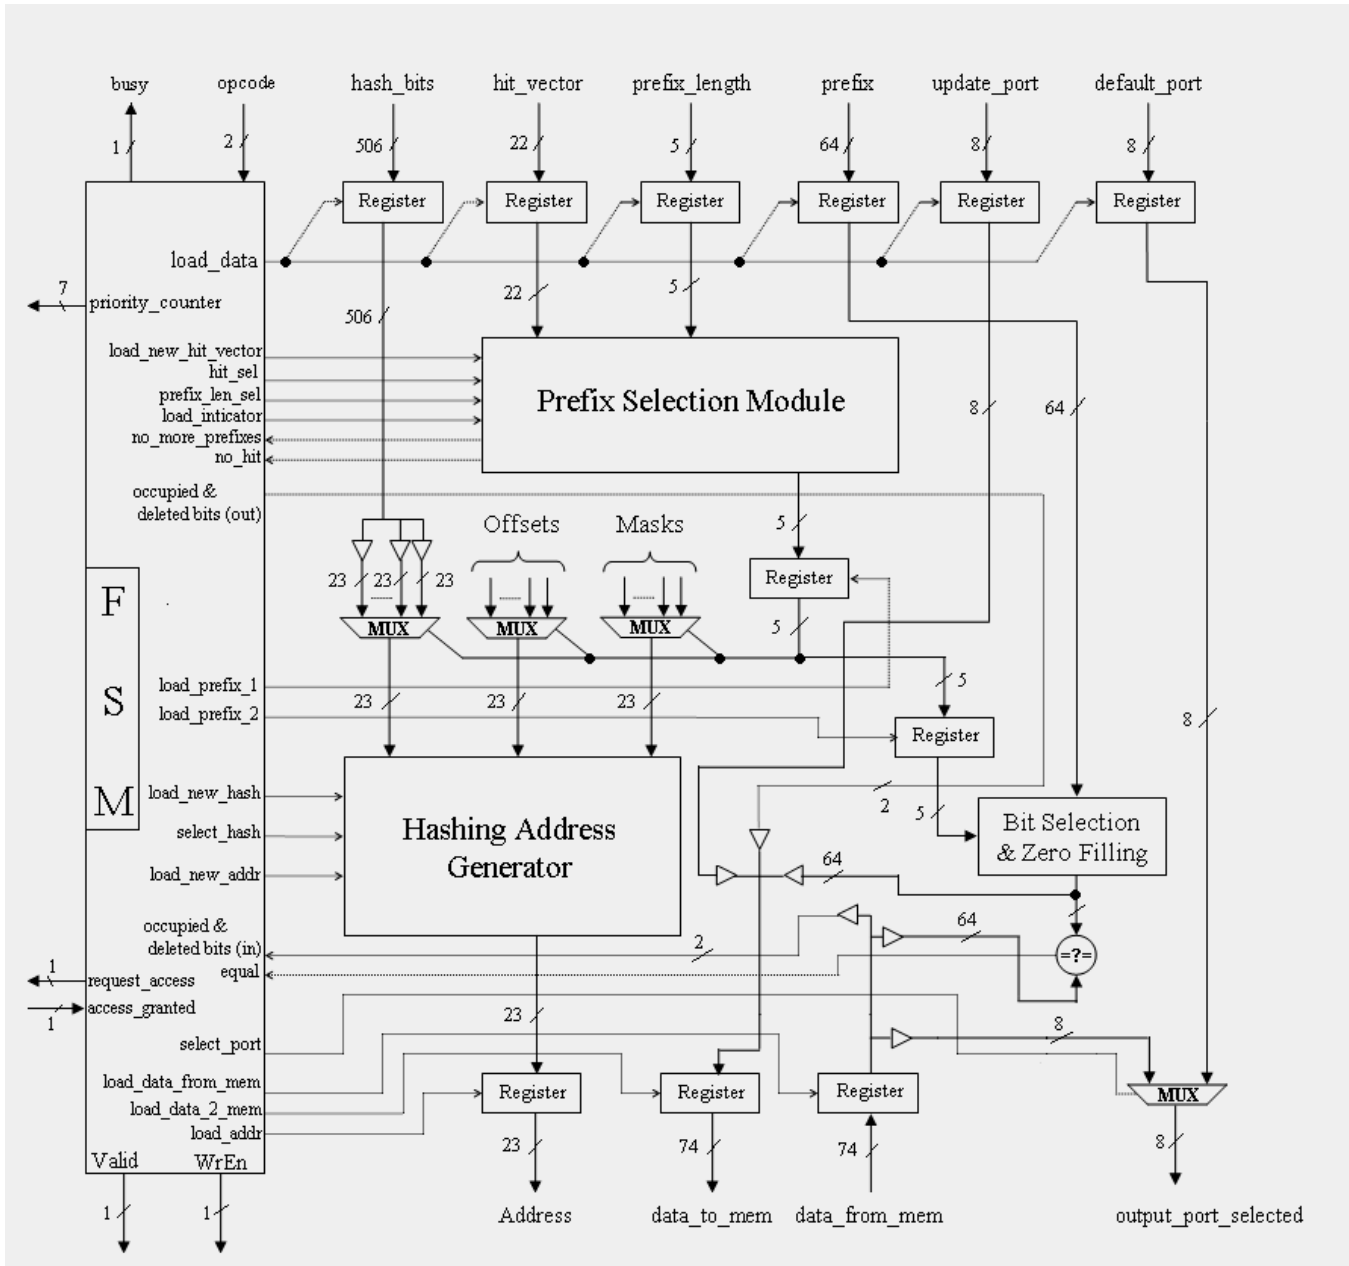 busy opcode hash_bits hit_vector prefix_length prefix update_port default_port
1 2 506 22 5 64 8 8
Register Register Register Register Register Register
load_data
7
priority_counter
22 5
506
load_new_hit_vector
hit_sel
prefix_len_sel
load_inticator
no_more_prefixes
no_hit
Prefix Selection Module
8 64
occupied &
deleted bits (out)
5
Offsets Masks
23 23 23
Register
F
S
M
MUX MUX MUX
5
load_prefix_1
load_prefix_2
23 23 23
5
8
Register
load_new_hash
select_hash
load_new_addr
Hashing Address
Generator
2
5
Bit Selection
& Zero Filling
64
occupied &
deleted bits (in)
equal
2
64
=?=
1
request_access
access_granted
1
23
8
select_port
load_data_from_mem
load_data_2_mem
load_addr
Register Register Register
MUX
Valid WrEn
23 74 74 8
1 1
Address data_to_mem data_from_mem output_port_selected